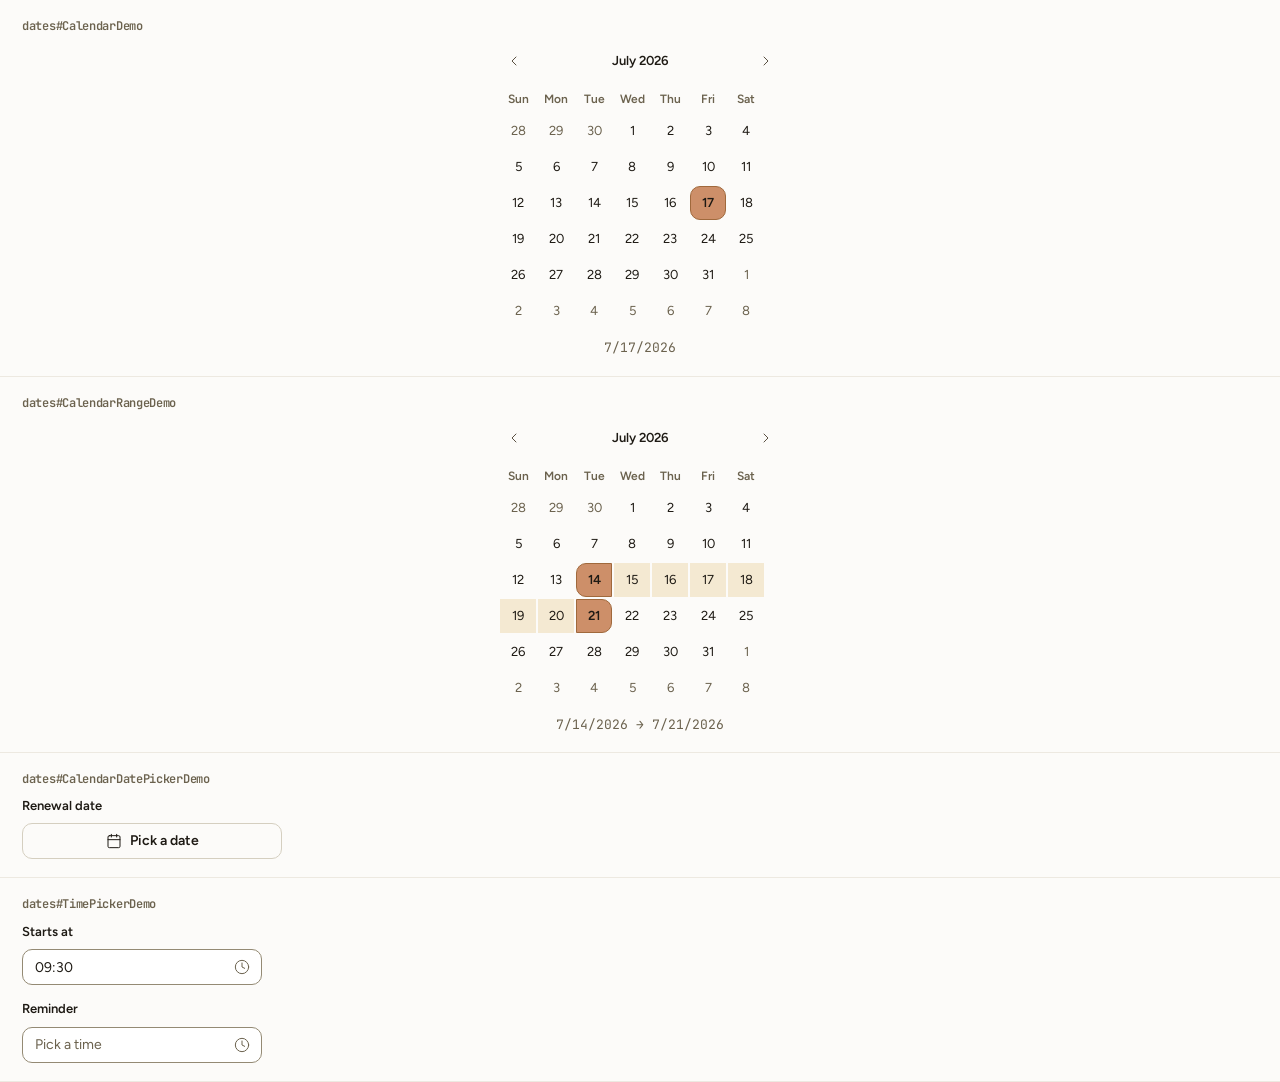 dates#CalendarDemo
July 2026
Sun Mon Tue Wed Thu Fri Sat
28 29 30 1 2 3 4
5 6 7 8 9 10 11
12 13 14 15 16 17 18
19 20 21 22 23 24 25
26 27 28 29 30 31 1
2 3 4 5 6 7 8
7/17/2026
dates#CalendarRangeDemo
July 2026
Sun Mon Tue Wed Thu Fri Sat
28 29 30 1 2 3 4
5 6 7 8 9 10 11
12 13 14 15 16 17 18
19 20 21 22 23 24 25
26 27 28 29 30 31 1
2 3 4 5 6 7 8
7/14/2026 → 7/21/2026
dates#CalendarDatePickerDemo
Renewal date
Pick a date
dates#TimePickerDemo
Starts at
09:30
Reminder
Pick a time